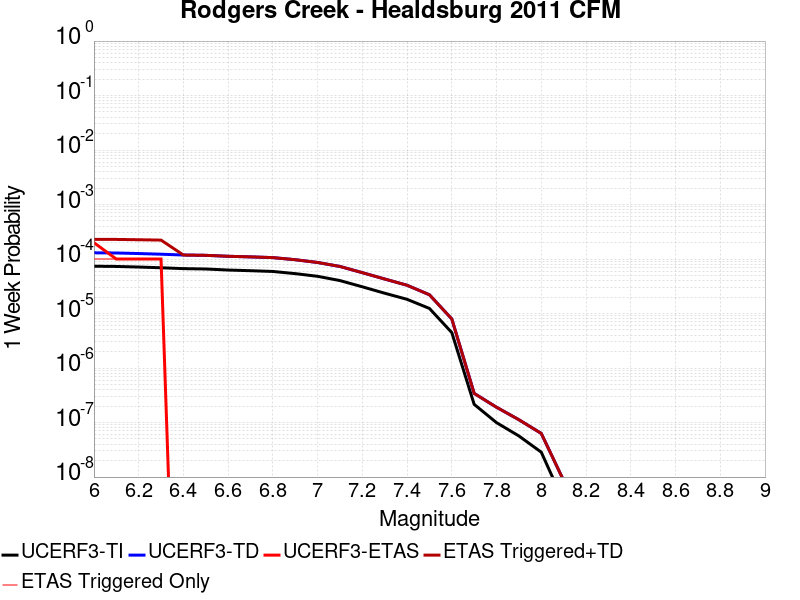 Rodgers Creek - Healdsburg 2011 CFM
10^0
10^-1
10^-2
10^-3
10^-4
10^-5
10^-6
10^-7
10^-8
1 Week Probability
6 6.2 6.4 6.6 6.8 7 7.2 7.4 7.6 7.8 8 8.2 8.4 8.6 8.8 9
Magnitude
UCERF3-TI UCERF3-TD UCERF3-ETAS ETAS Triggered+TD
ETAS Triggered Only